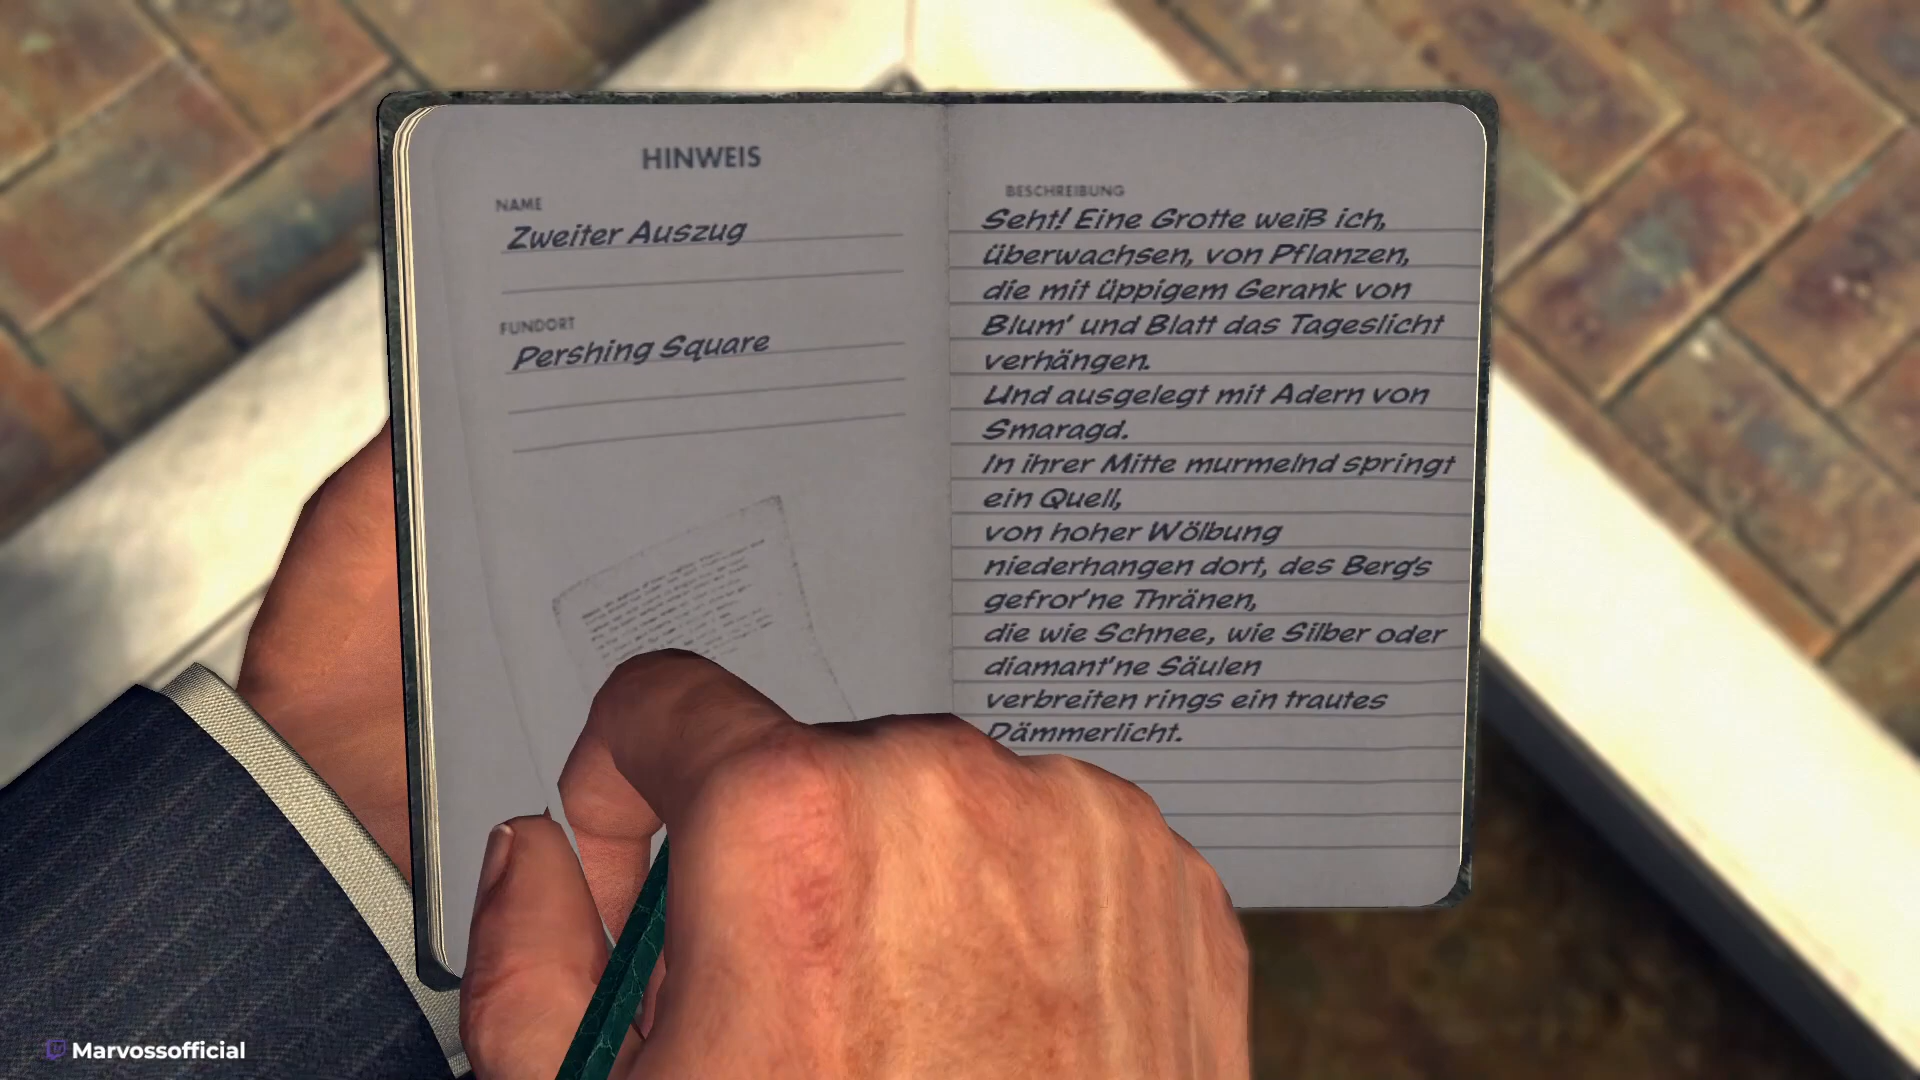 HINWEIS
NAME
Zweiter Auszug
FUNDORT
Pershing Square
BESCHREIBUNG
Seht! Eine Grotte weiß ich,
überwachsen, von Pflanzen,
die mit üppigem Gerank von
Blum' und Blatt das Tageslicht
verhängen.
Und ausgelegt mit Adern von
Smaragd.
In ihrer Mitte murmelnd springt
ein Quell,
von hoher Wölbung
niederhangen dort, des Berg's
gefror'ne Thränen,
die wie Schnee, wie Silber oder
diamant'ne Säulen
verbreiten rings ein trautes
Dämmerlicht.
Marvossofficial